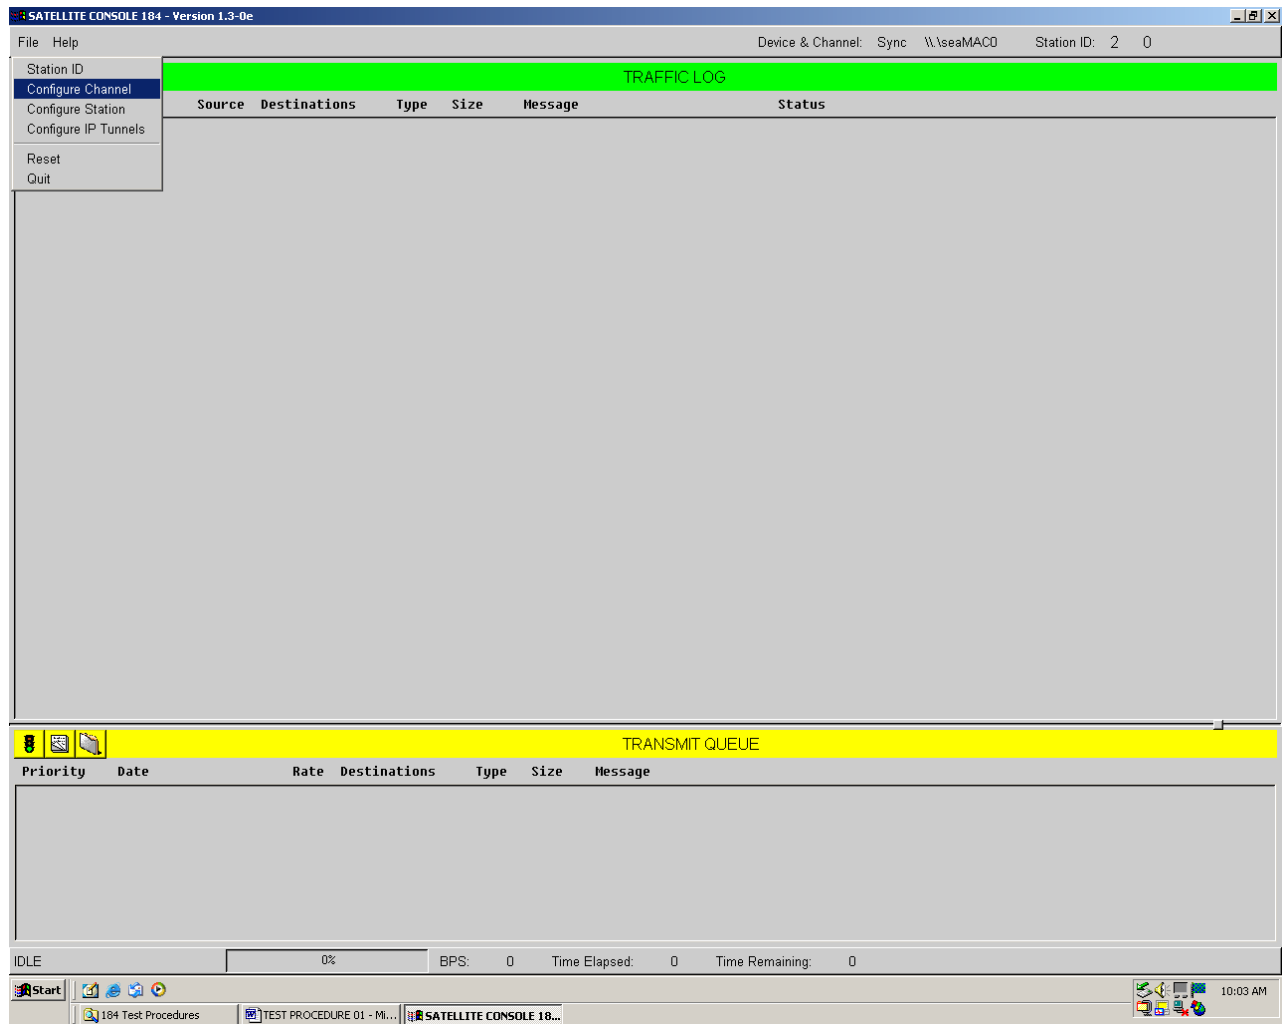 SATELLITE CONSOLE 184 - Version 1.3-0e
File Help Device & Channel: Sync \\.\seaMAC0 Station ID: 2 0
Station ID
Configure Channel
Configure Station
Configure IP Tunnels
Reset
Quit
TRAFFIC LOG
Source Destinations Type Size Message Status
TRANSMIT QUEUE
Priority Date Rate Destinations Type Size Message
IDLE 0% BPS: 0 Time Elapsed: 0 Time Remaining: 0
Start 10:03 AM
184 Test Procedures TEST PROCEDURE 01 - Mi... SATELLITE CONSOLE 18...